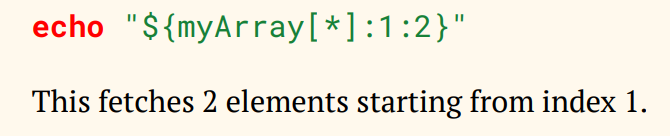 echo "${myArray[*]:1:2}"
This fetches 2 elements starting from index 1.